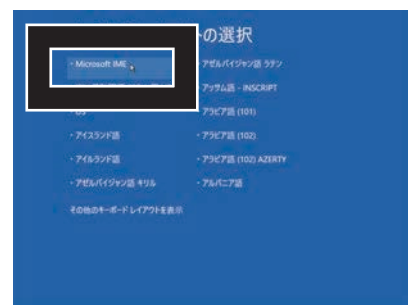 の選択
・Microsoft IME
・アゼルバイジャン語 ラテン
・アッサム語 - INSCRIPT
・US
・アラビア語 (101)
・アイスランド語
・アラビア語 (102)
・アイルランド語
・アラビア語 (102) AZERTY
・アゼルバイジャン語 キリル
・アルバニア語
その他のキーボード レイアウトを表示